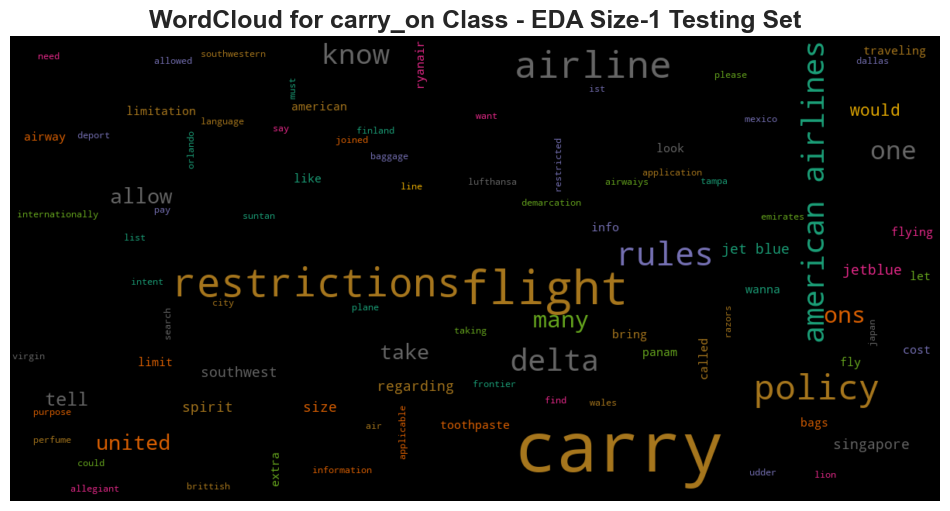 WordCloud for carry_on Class - EDA Size-1 Testing Set
need
allowed
southwestern
know
ryanair
airline
american airlines
traveling
dallas
please
ist
must
limitation
american
language
would
airway
deport
orlando
say
finland
joined
want
mexico
restricted
look
one
baggage
like
line
lufthansa
airwaiys
application
tampa
allow
internationally
pay
suntan
demarcation
emirates
list
info
rules
jet blue
flying
intent
restrictions
flight
jetblue
let
wanna
city
plane
search
taking
many
bring
razors
ons
japan
virgin
limit
southwest
take
delta
panam
called
fly
cost
regarding
frontier
tell
purpose
spirit
size
applicable
air
toothpaste
find
wales
policy
bags
perfume
united
could
extra
information
carry
singapore
udder
lion
allegiant
brittish